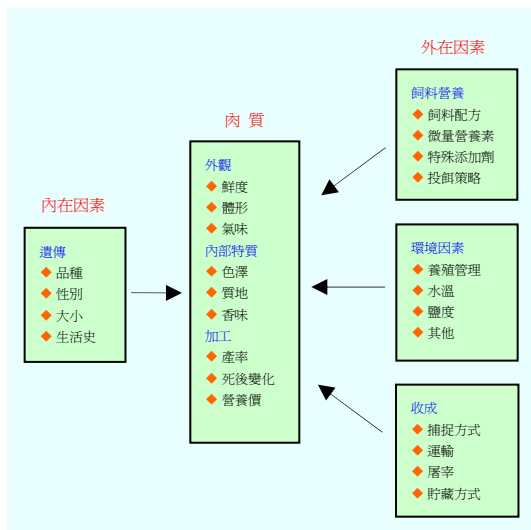 內在因素
遺傳
◆ 品種
◆ 性別
◆ 大小
◆ 生活史
肉 質
外觀
◆ 鮮度
◆ 體形
◆ 氣味
內部特質
◆ 色澤
◆ 質地
◆ 香味
加工
◆ 產率
◆ 死後變化
◆ 營養價
外在因素
飼料營養
◆ 飼料配方
◆ 微量營養素
◆ 特殊添加劑
◆ 投餌策略
環境因素
◆ 養殖管理
◆ 水溫
◆ 鹽度
◆ 其他
收成
◆ 捕捉方式
◆ 運輸
◆ 屠宰
◆ 貯藏方式